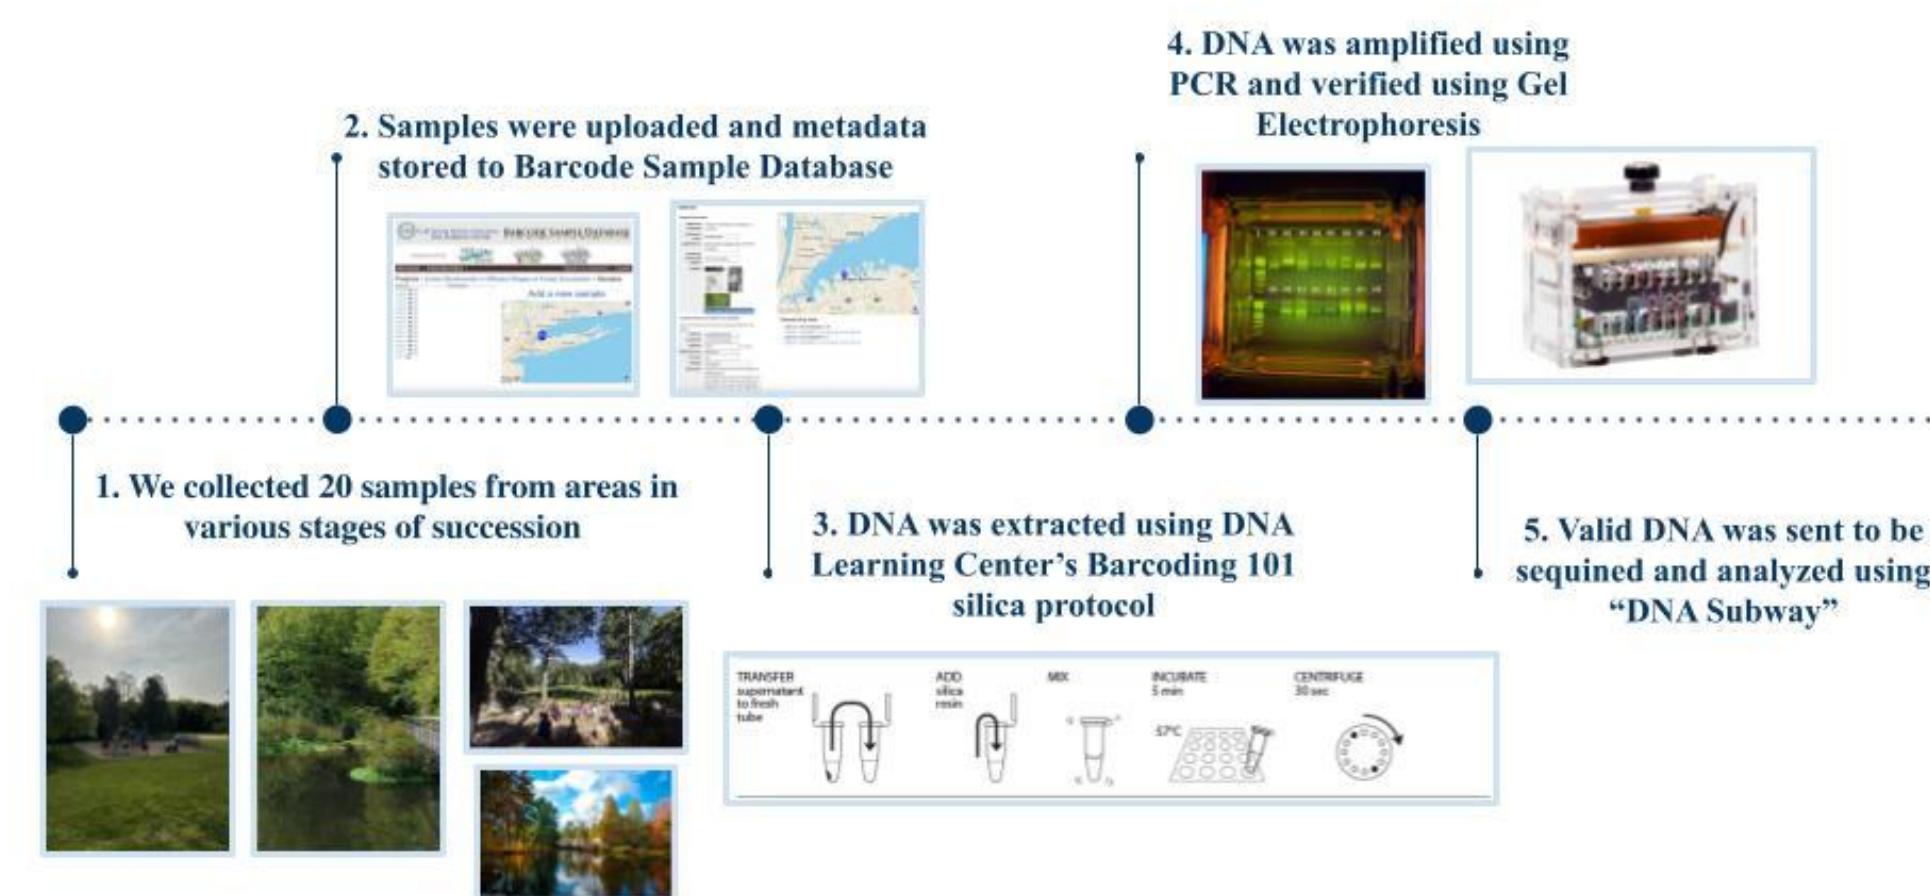 1. We collected 20 samples from areas in
various stages of succession
2. Samples were uploaded and metadata
stored to Barcode Sample Database
BARCODE SAMPLE DATABASE
Add a new sample
3. DNA was extracted using DNA
Learning Center’s Barcoding 101
silica protocol
TRANSFER
supernatant
to fresh
tube
ADD
silica
resin
MIX
INCUBATE
5 min
57°C
CENTRIFUGE
30 sec
4. DNA was amplified using
PCR and verified using Gel
Electrophoresis
5. Valid DNA was sent to be
sequined and analyzed using
“DNA Subway”